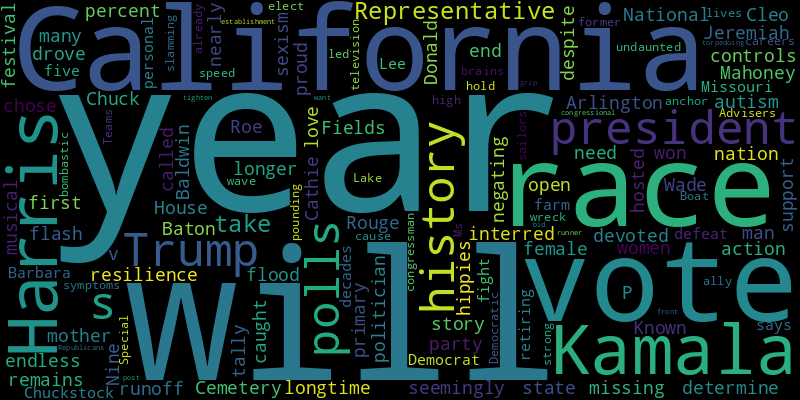 festival
many
percent
drove
five
California
personal
slamming
already
nearly
establishment
speed
sexism
elect
proud
led
television
Representative
Lee
despite
Donald
brains
end
former
undaunted
hold
grip
National
lives
Cleo
torpedoing
Careers
Jeremiah
controls
Mahoney
Missouri
autism
chose
Chuck
tighten
year
Teams
want
high
congressional
sailors
Arlington
anchor
Advisers
president
Harris
bombastic
called
Baldwin
Roe
love
Fields
Cathie
longer
wave
Lake
history
negating
race
need
won
nation
open
hosted
Wade
support
farm
Boat
wreck
bid
runner
musical
first
House
Baton
take
pounding
Rouge
cause
polls
Ms
interred
devoted
defeat
man
flash
v
Trump
female
women
action
Barbara
resilience
flood
decades
congressman
hippies
vote
P
ally
symptoms
s
Will
politician
fight
retiring
Known
says
front
mother
Republicans
Special
caught
tally
primary
story
party
Democratic
strong
Kamala
endless
remains
Nine
post
runoff
Democrat
Chuckstock
Cemetery
longtime
seemingly
state
missing
determine